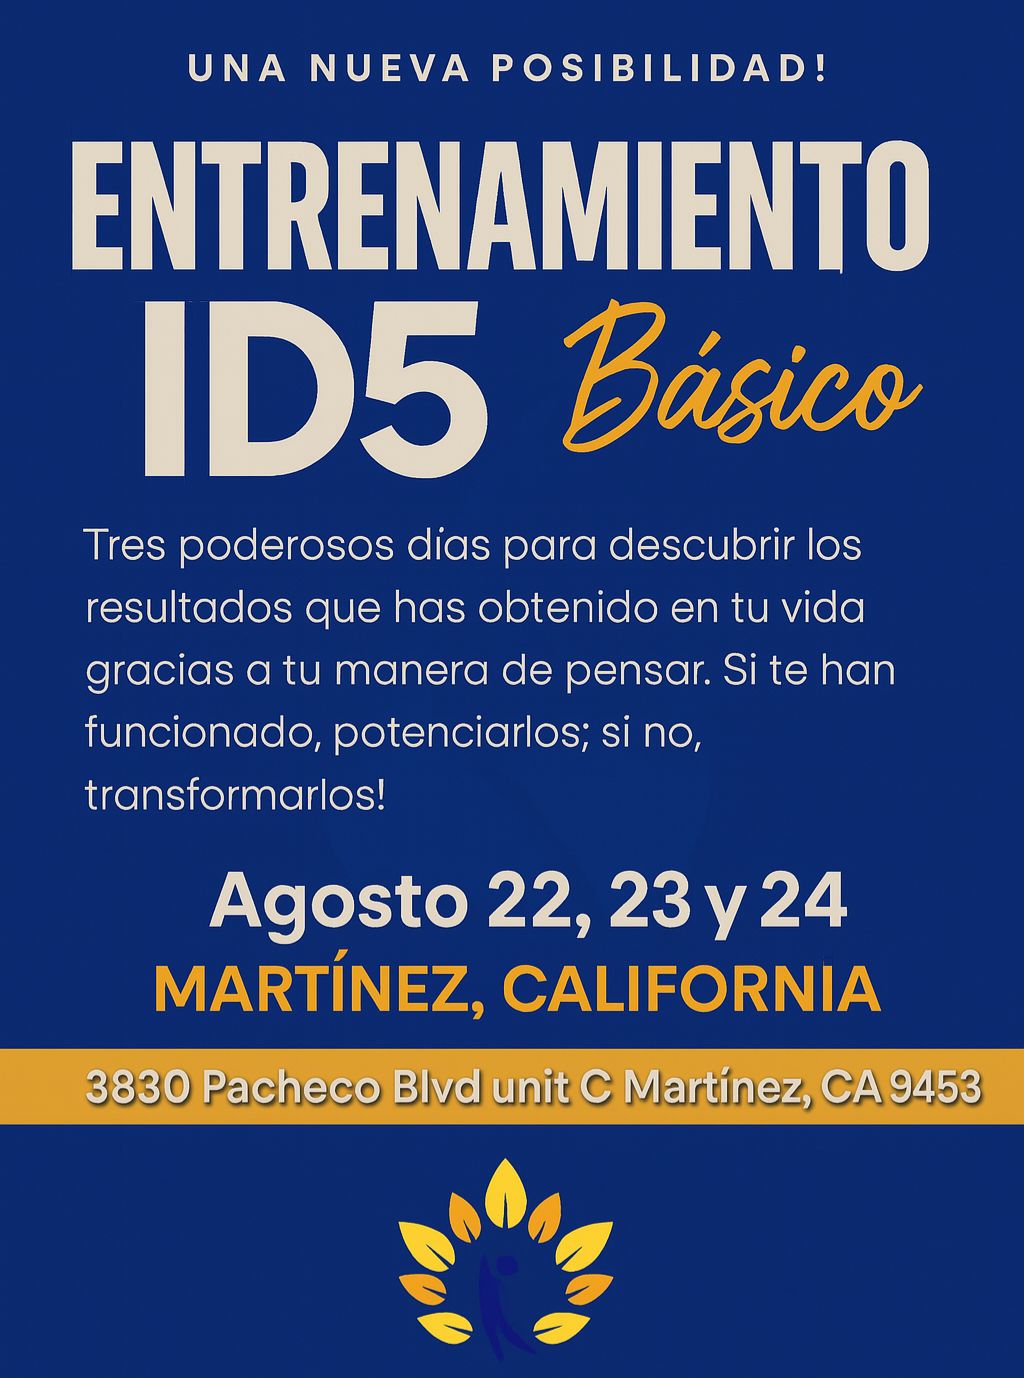 UNA NUEVA POSIBILIDAD!
ENTRENAMIENTO
ID5 Básico
Tres poderosos días para descubrir los
resultados que has obtenido en tu vida
gracias a tu manera de pensar. Si te han
funcionado, potenciarlos; si no,
transformarlos!
Agosto 22, 23 y 24
MARTÍNEZ, CALIFORNIA
3830 Pacheco Blvd unit C Martínez, CA 9453